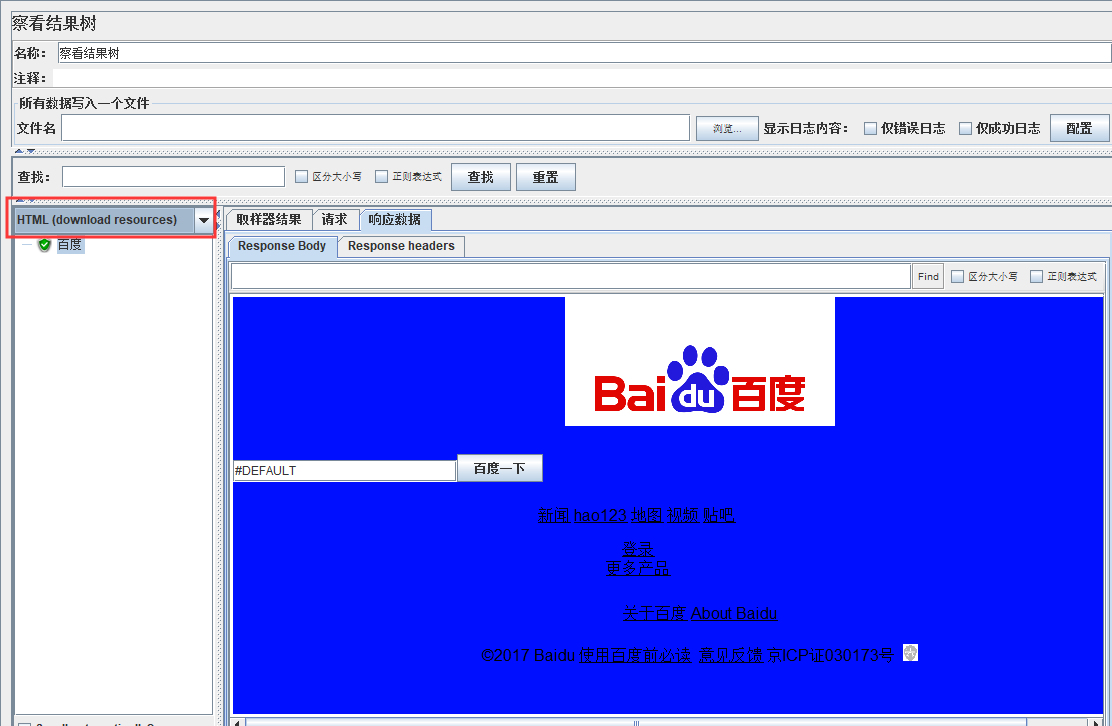 察看结果树
名称： 察看结果树
注释：
所有数据写入一个文件
文件名 浏览... 显示日志内容： 仅错误日志 仅成功日志 配置
查找： 区分大小写 正则表达式 查找 重置
HTML (download resources) 取样器结果 请求 响应数据
百度 Response Body Response headers
Find 区分大小写 正则表达式
Bai du 百度
#DEFAULT 百度一下
新闻 hao123 地图 视频 贴吧
登录
更多产品
关于百度 About Baidu
©2017 Baidu 使用百度前必读 意见反馈 京ICP证030173号